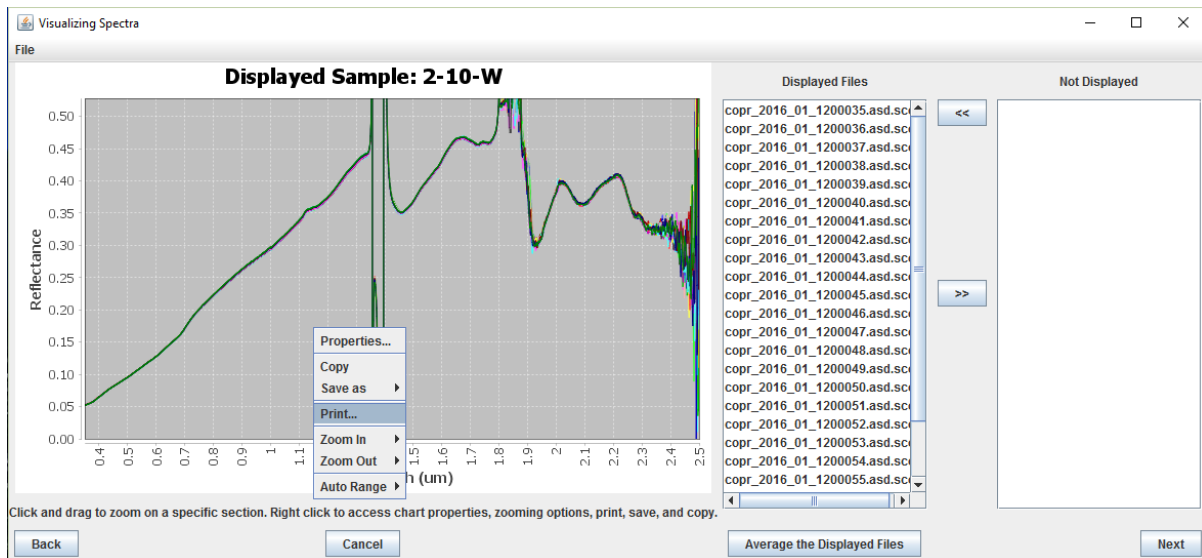 Visualizing Spectra
File
Displayed Sample: 2-10-W
Reflectance
0.50
0.45
0.40
0.35
0.30
0.25
0.20
0.15
0.10
0.05
0.00
0.4
0.5
0.6
0.7
0.8
0.9
1
1.1
1.5
1.6
1.7
1.8
1.9
2
2.1
2.2
2.3
2.4
2.5
h (um)
Properties...
Copy
Save as
Print...
Zoom In
Zoom Out
Auto Range
Displayed Files
copr_2016_01_1200035.asd.sc
copr_2016_01_1200036.asd.sc
copr_2016_01_1200037.asd.sc
copr_2016_01_1200038.asd.sc
copr_2016_01_1200039.asd.sc
copr_2016_01_1200040.asd.sc
copr_2016_01_1200041.asd.sc
copr_2016_01_1200042.asd.sc
copr_2016_01_1200043.asd.sc
copr_2016_01_1200044.asd.sc
copr_2016_01_1200045.asd.sc
copr_2016_01_1200046.asd.sc
copr_2016_01_1200047.asd.sc
copr_2016_01_1200048.asd.sc
copr_2016_01_1200049.asd.sc
copr_2016_01_1200050.asd.sc
copr_2016_01_1200051.asd.sc
copr_2016_01_1200052.asd.sc
copr_2016_01_1200053.asd.sc
copr_2016_01_1200054.asd.sc
copr_2016_01_1200055.asd.sc
<<
>>
Not Displayed
Click and drag to zoom on a specific section. Right click to access chart properties, zooming options, print, save, and copy.
Back
Cancel
Average the Displayed Files
Next